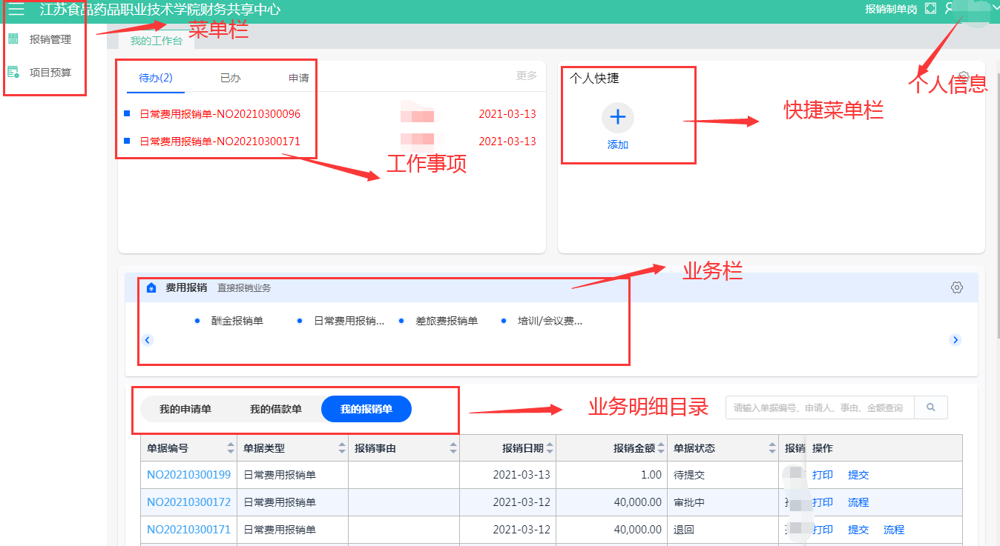 江苏食品药品职业技术学院财务共享中心
报销制单岗
报销管理
项目预算
菜单栏
我的工作台
个人信息
待办(2) 已办 申请 更多
日常费用报销单-NO20210300096 2021-03-13
日常费用报销单-NO20210300171 2021-03-13
工作事项
个人快捷
添加
快捷菜单栏
业务栏
费用报销 直接报销业务
酬金报销单 日常费用报销... 差旅费报销单 培训/会议费...
我的申请单 我的借款单 我的报销单
业务明细目录
请输入单据编号、申请人、事由、金额查询
单据编号 单据类型 报销事由 报销日期 报销金额 单据状态 报销 操作
NO20210300199 日常费用报销单 2021-03-13 1.00 待提交 打印 提交
NO20210300172 日常费用报销单 2021-03-12 40,000.00 审批中 打印 流程
NO20210300171 日常费用报销单 2021-03-12 40,000.00 退回 打印 提交 流程